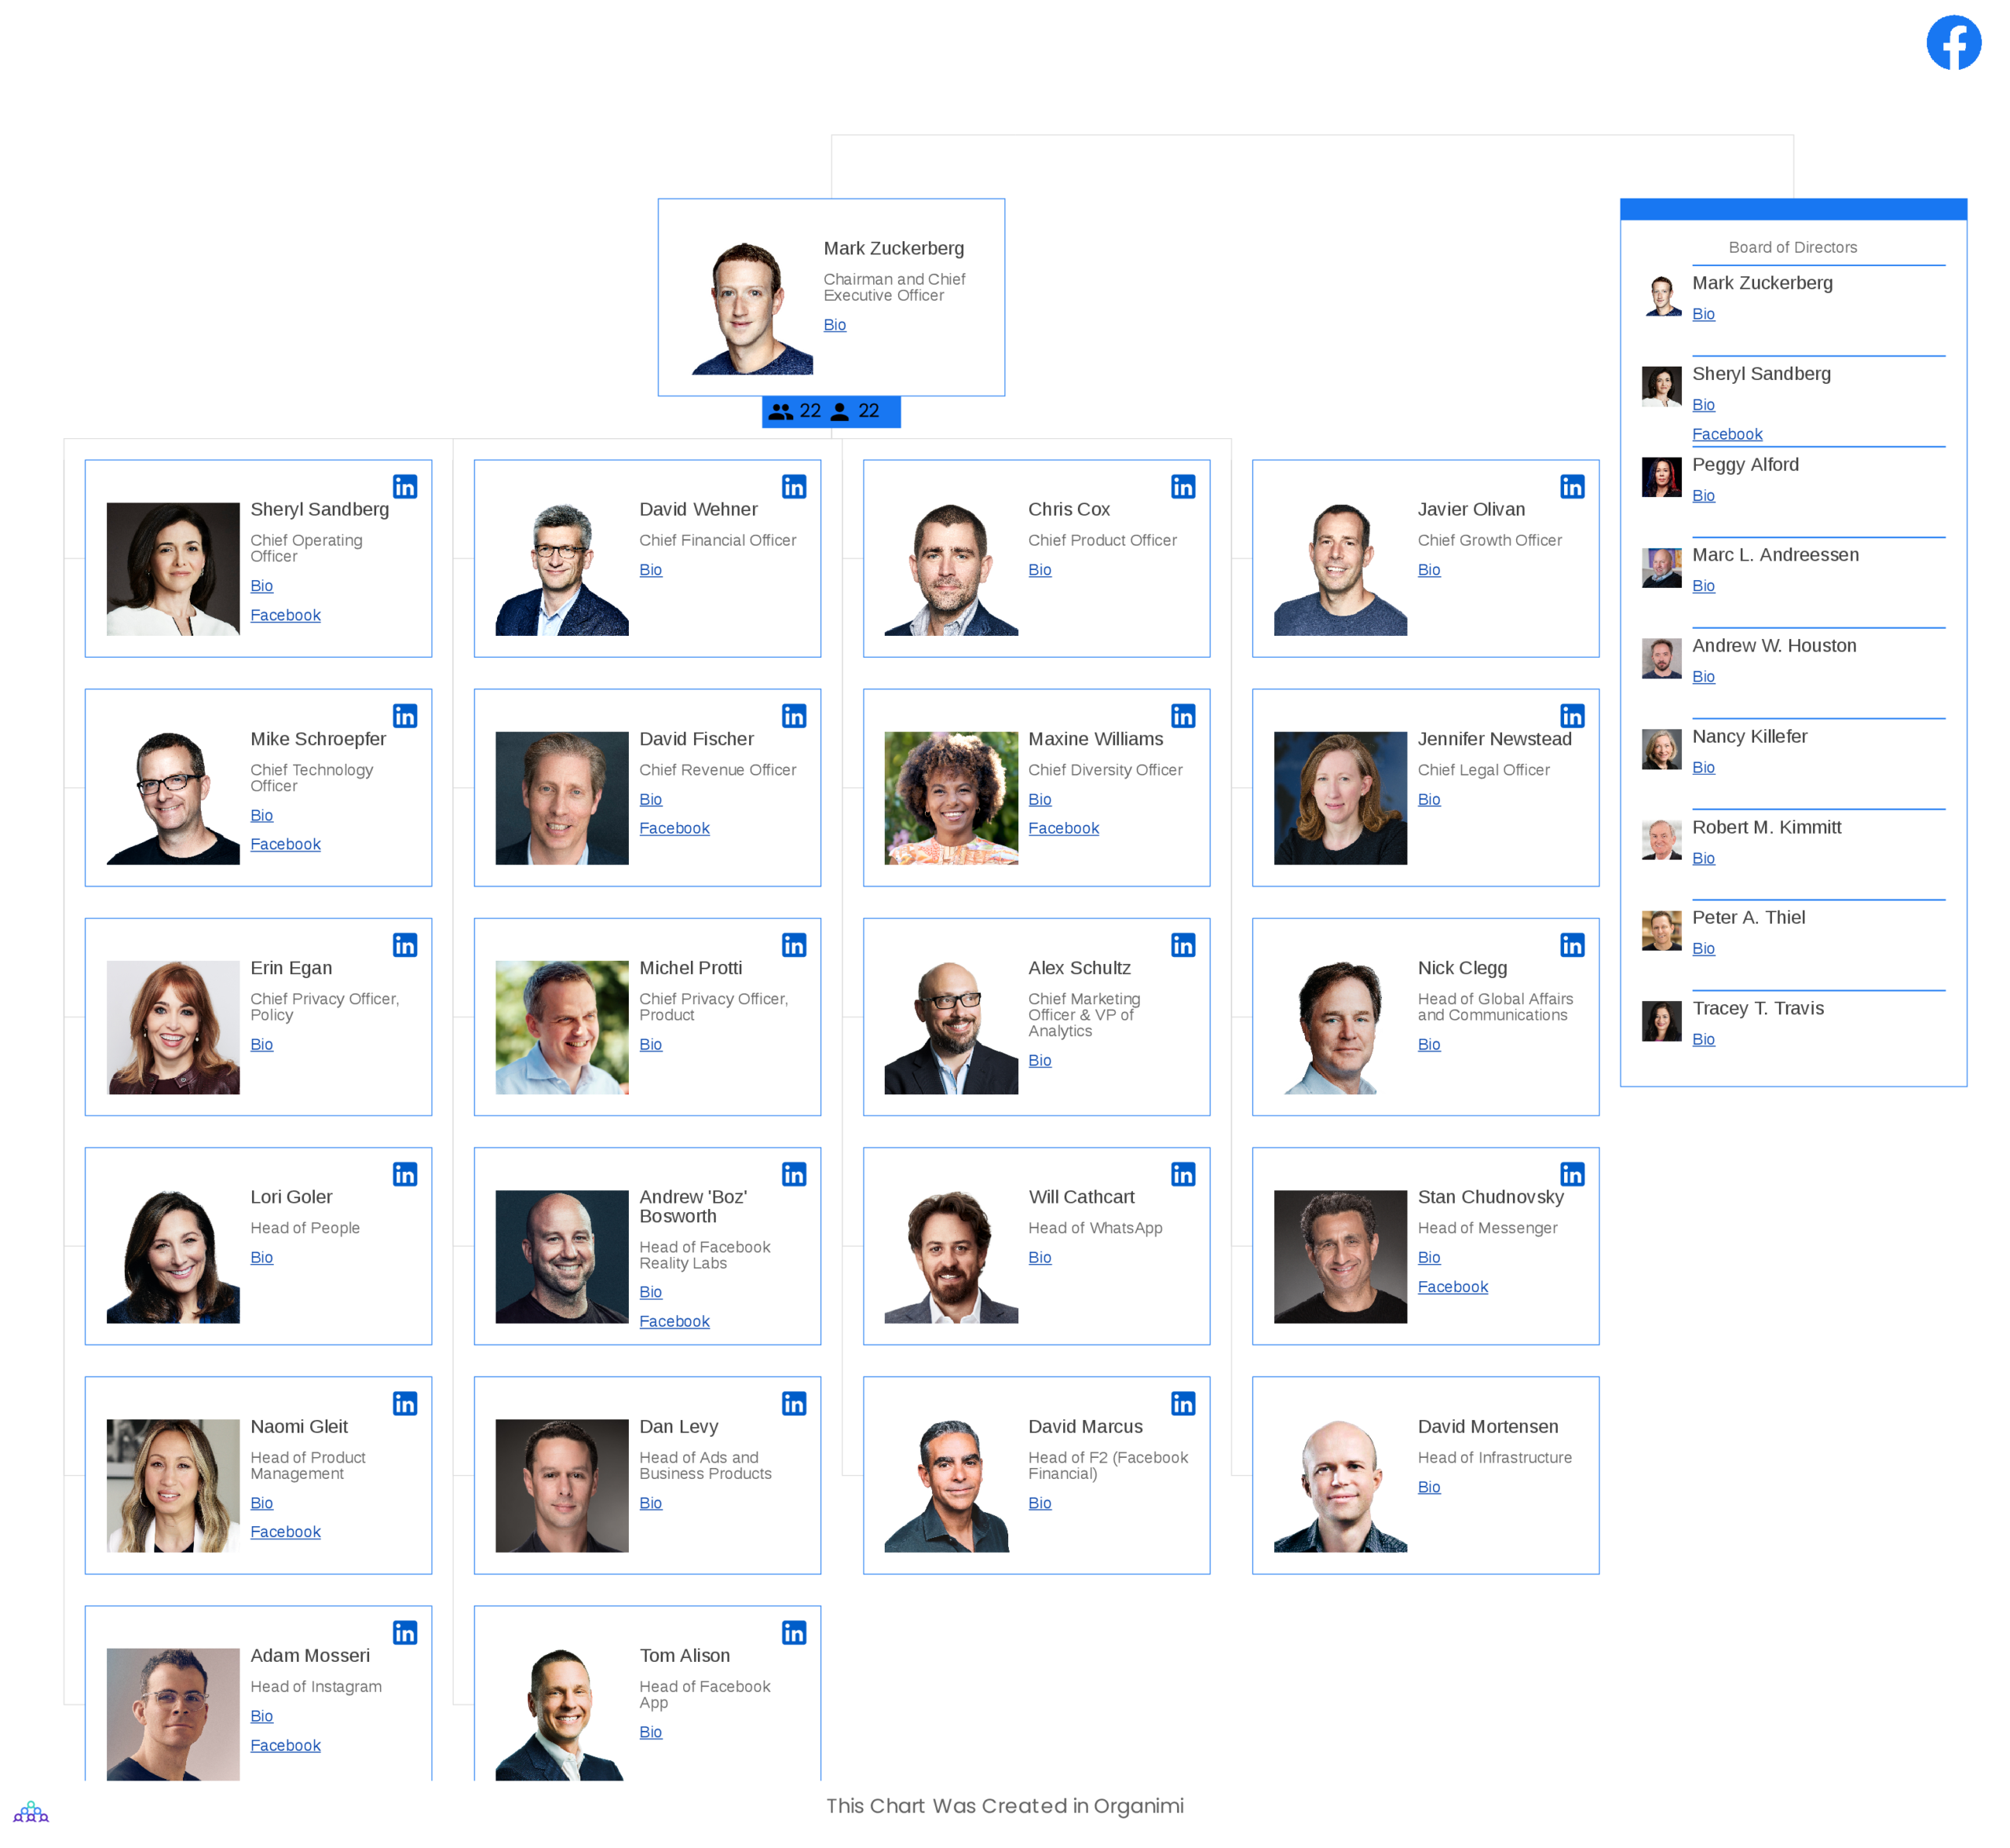 Mark Zuckerberg
Chairman and Chief
Executive Officer
Bio
22 22
Sheryl Sandberg
Chief Operating
Officer
Bio
Facebook
David Wehner
Chief Financial Officer
Bio
Chris Cox
Chief Product Officer
Bio
Javier Olivan
Chief Growth Officer
Bio
Mike Schroepfer
Chief Technology
Officer
Bio
Facebook
David Fischer
Chief Revenue Officer
Bio
Facebook
Maxine Williams
Chief Diversity Officer
Bio
Facebook
Jennifer Newstead
Chief Legal Officer
Bio
Erin Egan
Chief Privacy Officer,
Policy
Bio
Michel Protti
Chief Privacy Officer,
Product
Bio
Alex Schultz
Chief Marketing
Officer & VP of
Analytics
Bio
Nick Clegg
Head of Global Affairs
and Communications
Bio
Lori Goler
Head of People
Bio
Andrew 'Boz'
Bosworth
Head of Facebook
Reality Labs
Bio
Facebook
Will Cathcart
Head of WhatsApp
Bio
Stan Chudnovsky
Head of Messenger
Bio
Facebook
Naomi Gleit
Head of Product
Management
Bio
Facebook
Dan Levy
Head of Ads and
Business Products
Bio
David Marcus
Head of F2 (Facebook
Financial)
Bio
David Mortensen
Head of Infrastructure
Bio
Adam Mosseri
Head of Instagram
Bio
Facebook
Tom Alison
Head of Facebook
App
Bio
Board of Directors
Mark Zuckerberg
Bio
Sheryl Sandberg
Bio
Facebook
Peggy Alford
Bio
Marc L. Andreessen
Bio
Andrew W. Houston
Bio
Nancy Killefer
Bio
Robert M. Kimmitt
Bio
Peter A. Thiel
Bio
Tracey T. Travis
Bio
This Chart Was Created in Organimi